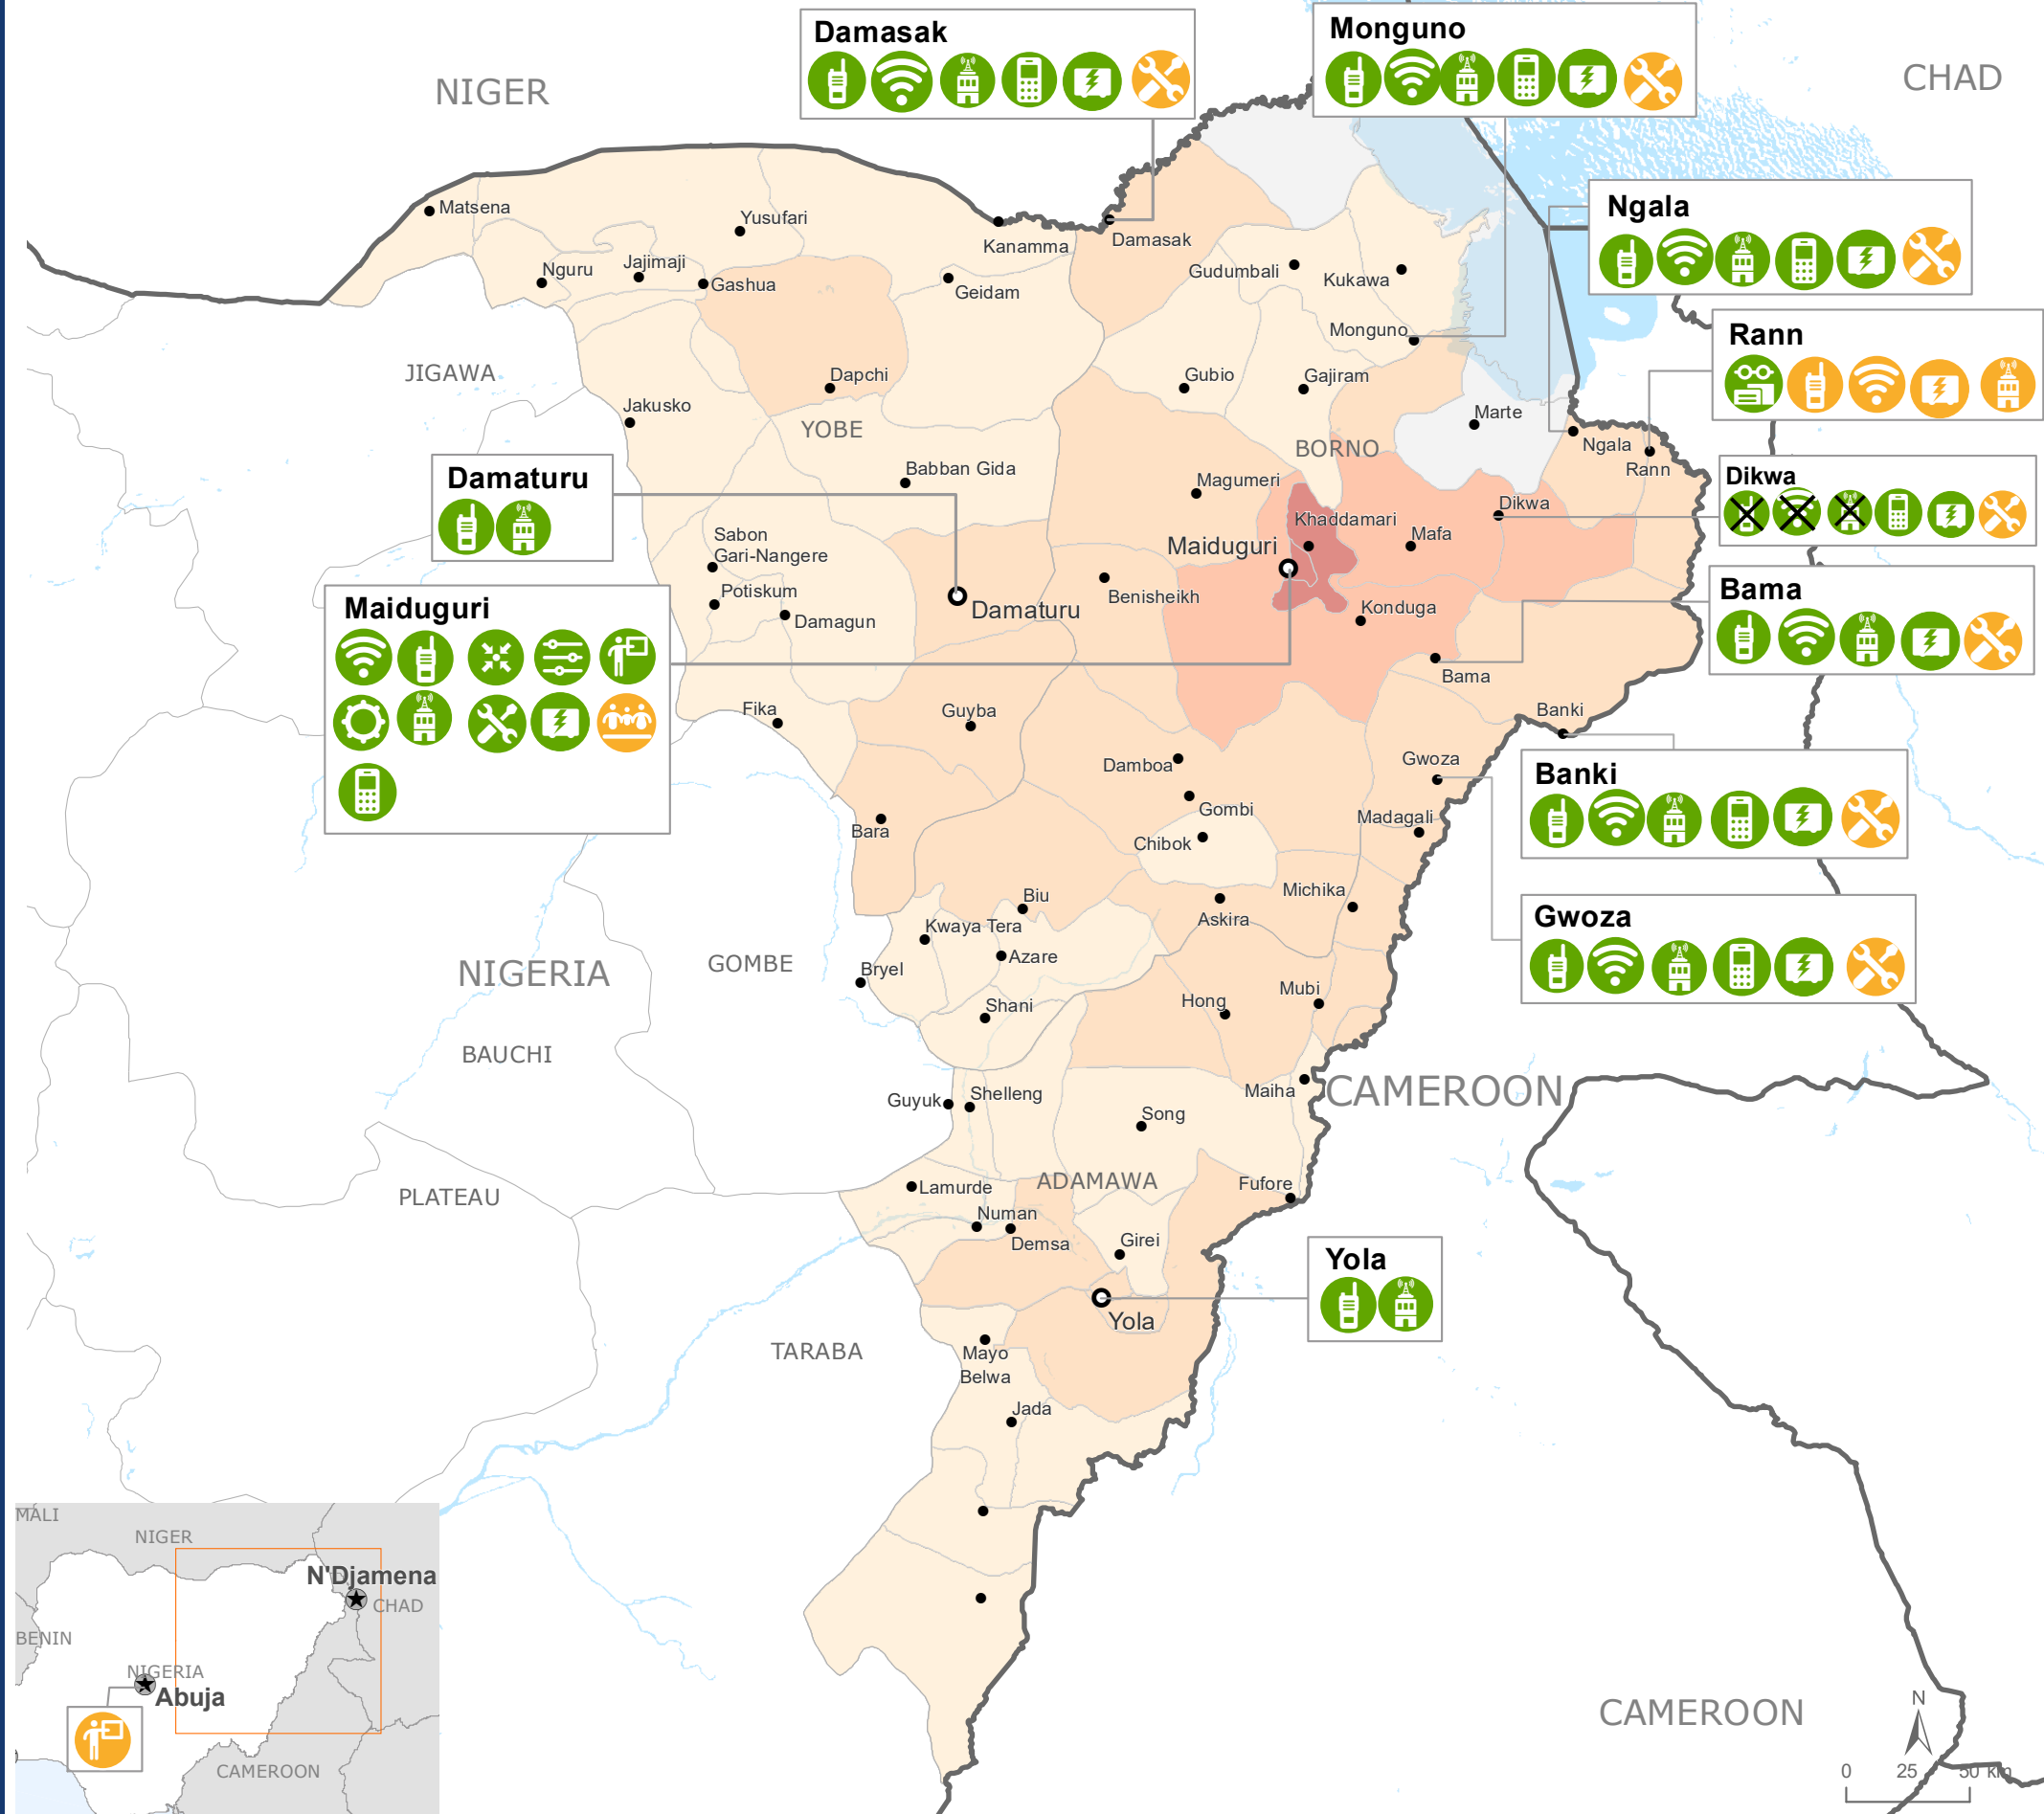 Damasak
Monguno
NIGER
CHAD
Ngala
Matsena
Yusufari
Kanamma
Damasak
Nguru
Jajimaji
Gashua
Geidam
Gudumbali
Kukawa
Monguno
Rann
JIGAWA
Dapchi
Gubio
Gajiram
Jakusko
YOBE
Marte
BORNO
Ngala
Rann
Damaturu
Babban Gida
Magumeri
Dikwa
Dikwa
Khaddamari
Mafa
Sabon
Gari-Nangere
Maiduguri
Potiskum
Damagun
Damaturu
Benisheikh
Konduga
Bama
Maiduguri
Bama
Fika
Guyba
Banki
Damboa
Gwoza
Banki
Gombi
Madagali
Bara
Chibok
Biu
Michika
Askira
Gwoza
Kwaya Tera
Azare
NIGERIA
GOMBE
Bryel
Shani
Hong
Mubi
BAUCHI
Guyuk
Shelleng
Maiha
CAMEROON
Song
PLATEAU
Lamurde
ADAMAWA
Fufore
Numan
Demsa
Girei
Yola
Yola
TARABA
Mayo
Belwa
Jada
MALI
NIGER
N'Djamena
CHAD
BENIN
NIGERIA
Abuja
CAMEROON
CAMEROON
N
0 25 50 km